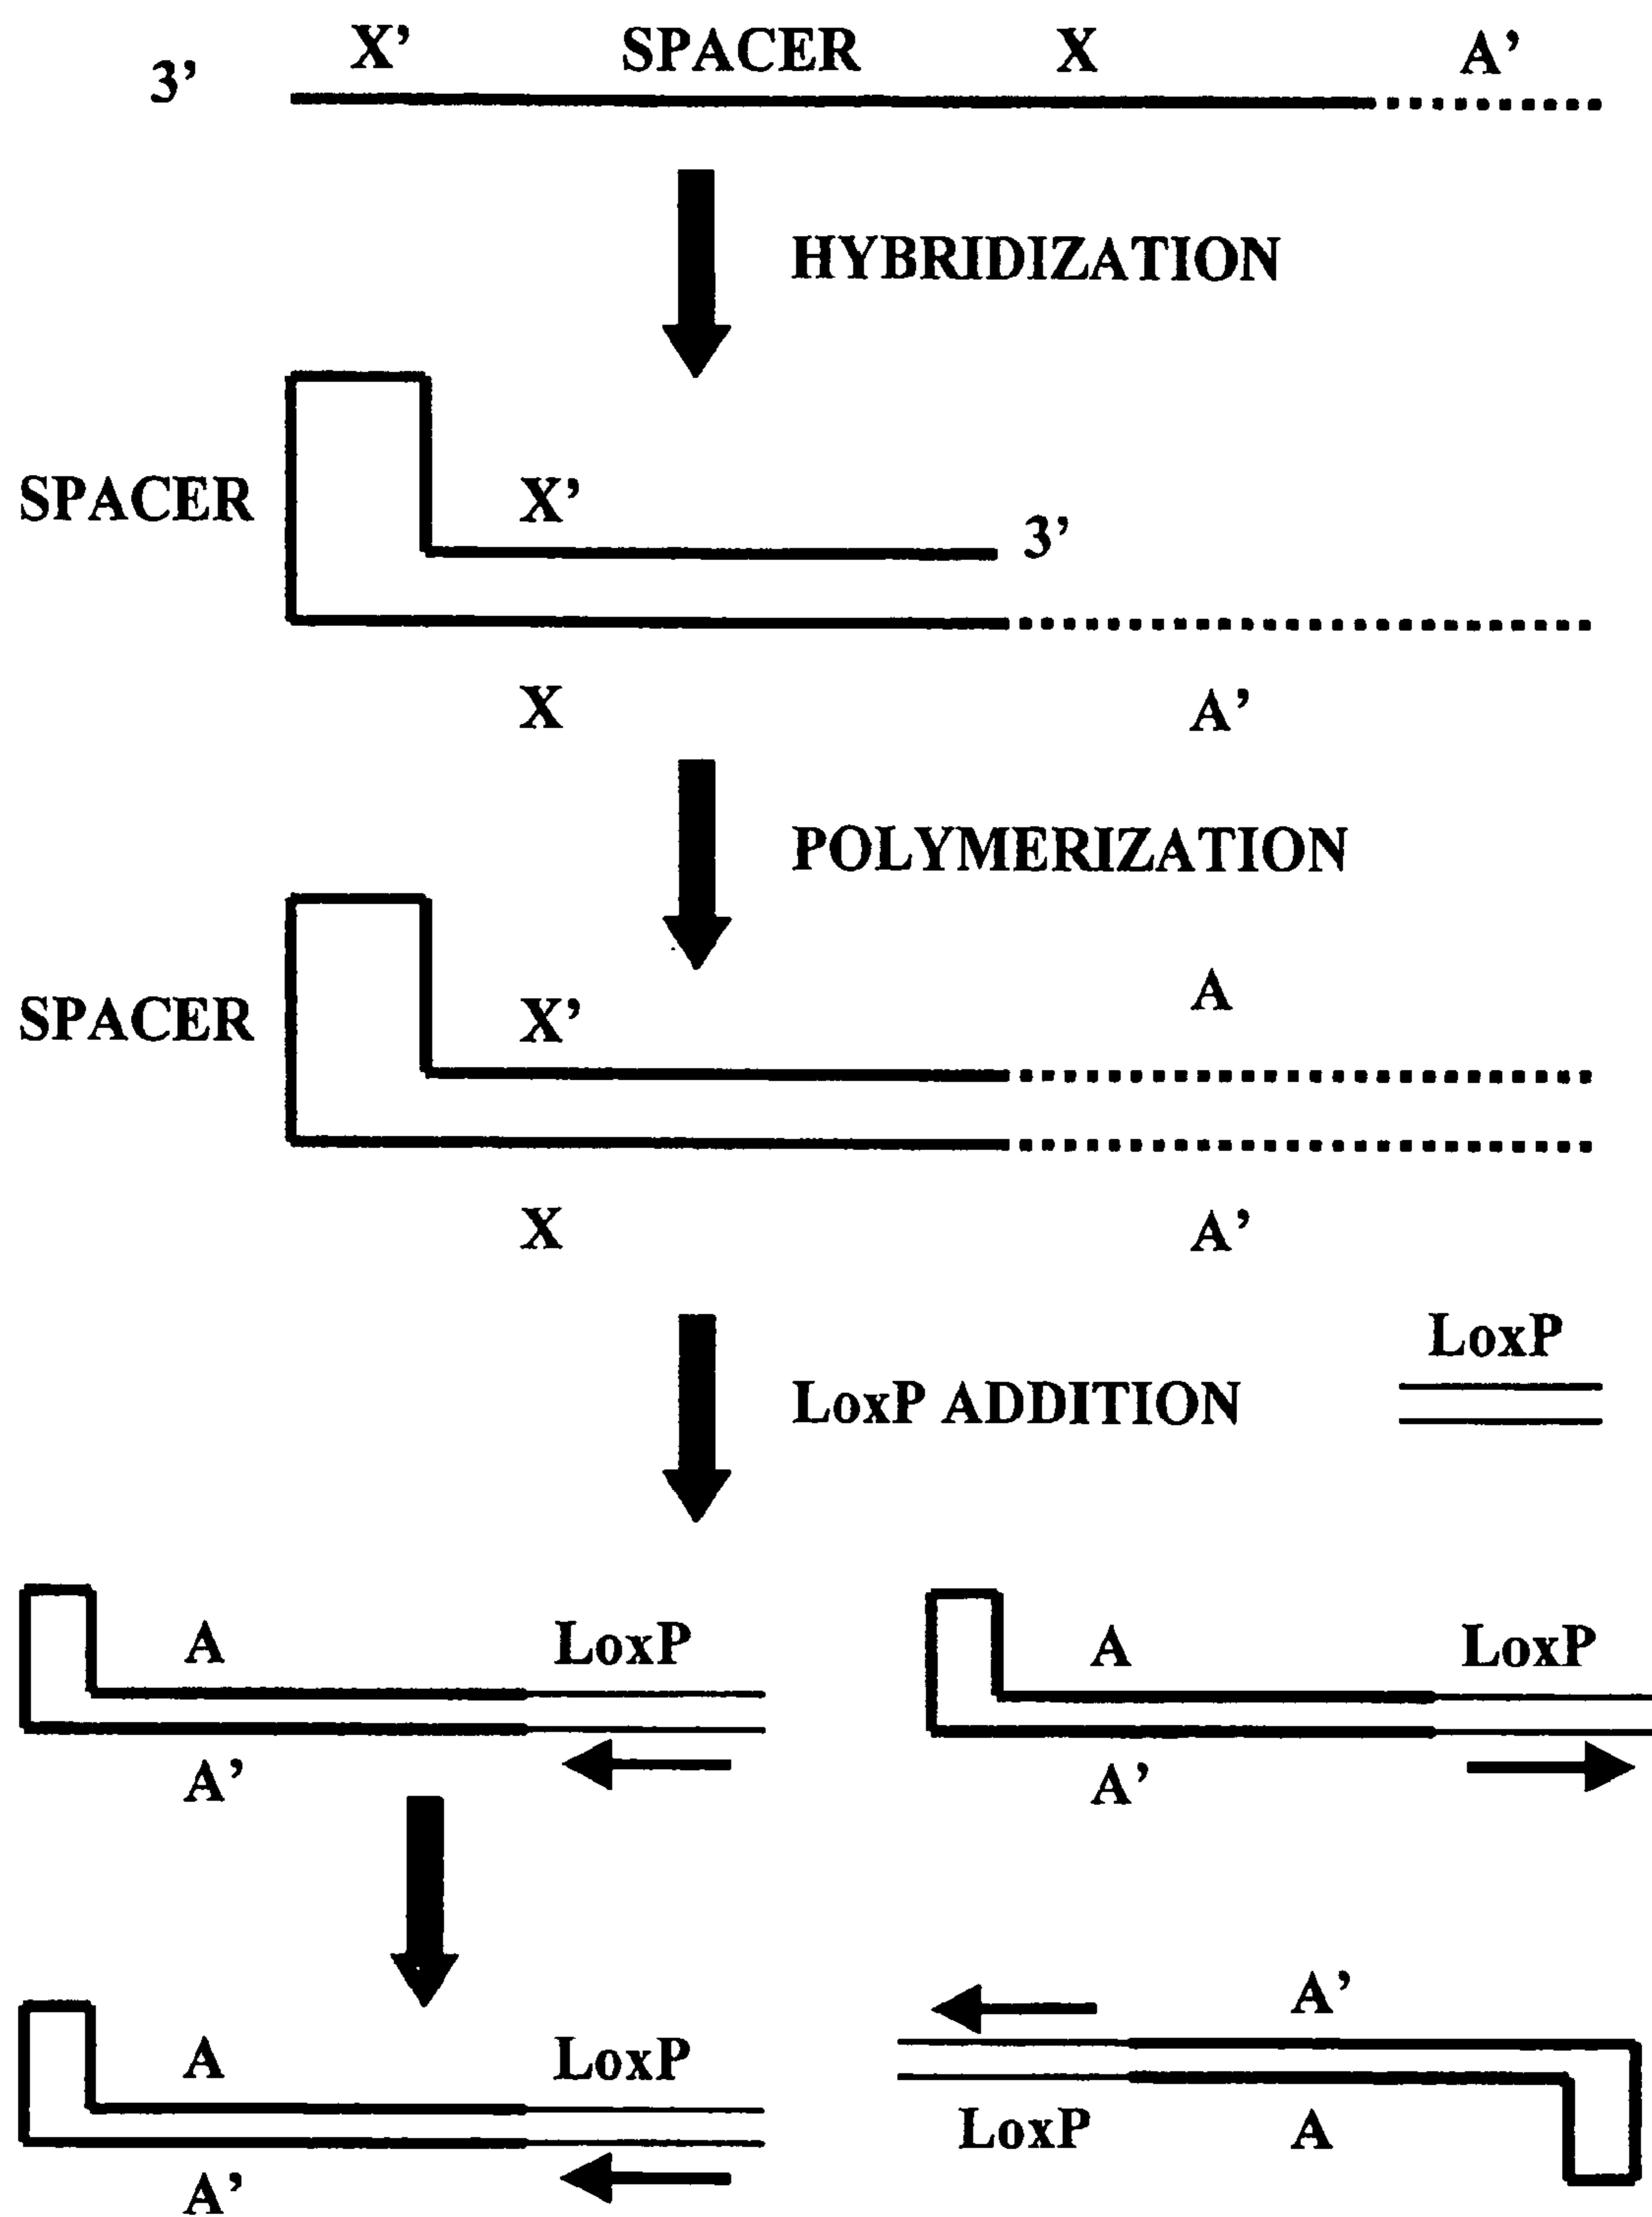 3’ X’ SPACER X A’
HYBRIDIZATION
SPACER X’ 3’
X A’
POLYMERIZATION
A
SPACER X’
X A’
LoxP
LoxP ADDITION
A LoxP A LoxP
A’ A’
A’
A LoxP
LoxP A
A’